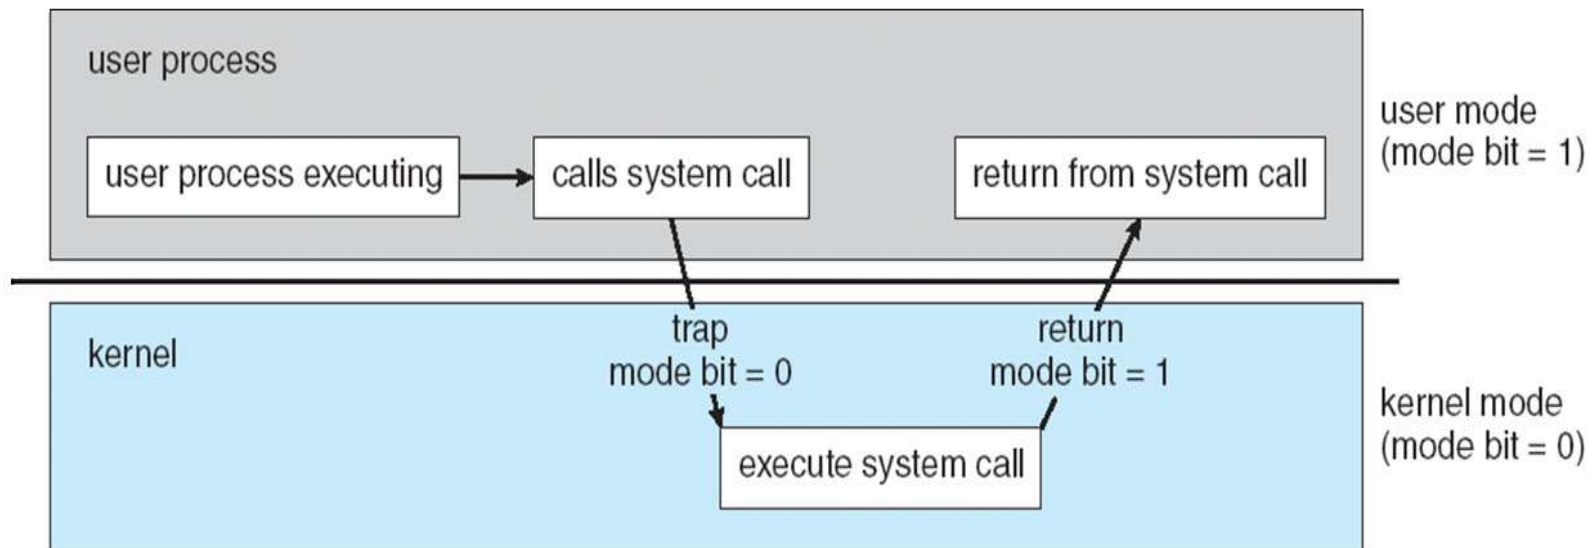 user process
user process executing
calls system call
return from system call
user mode
(mode bit = 1)
kernel
trap
mode bit = 0
return
mode bit = 1
execute system call
kernel mode
(mode bit = 0)